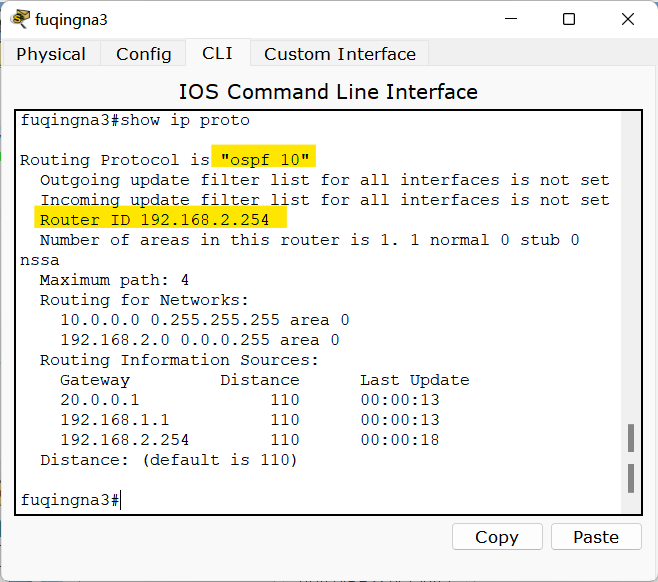 fuqingna3
Physical Config CLI Custom Interface
IOS Command Line Interface
fuqingna3#show ip proto
Routing Protocol is "ospf 10"
Outgoing update filter list for all interfaces is not set
Incoming update filter list for all interfaces is not set
Router ID 192.168.2.254
Number of areas in this router is 1. 1 normal 0 stub 0
nssa
Maximum path: 4
Routing for Networks:
10.0.0.0 0.255.255.255 area 0
192.168.2.0 0.0.0.255 area 0
Routing Information Sources:
Gateway Distance Last Update
20.0.0.1 110 00:00:13
192.168.1.1 110 00:00:13
192.168.2.254 110 00:00:18
Distance: (default is 110)
fuqingna3#
Copy Paste